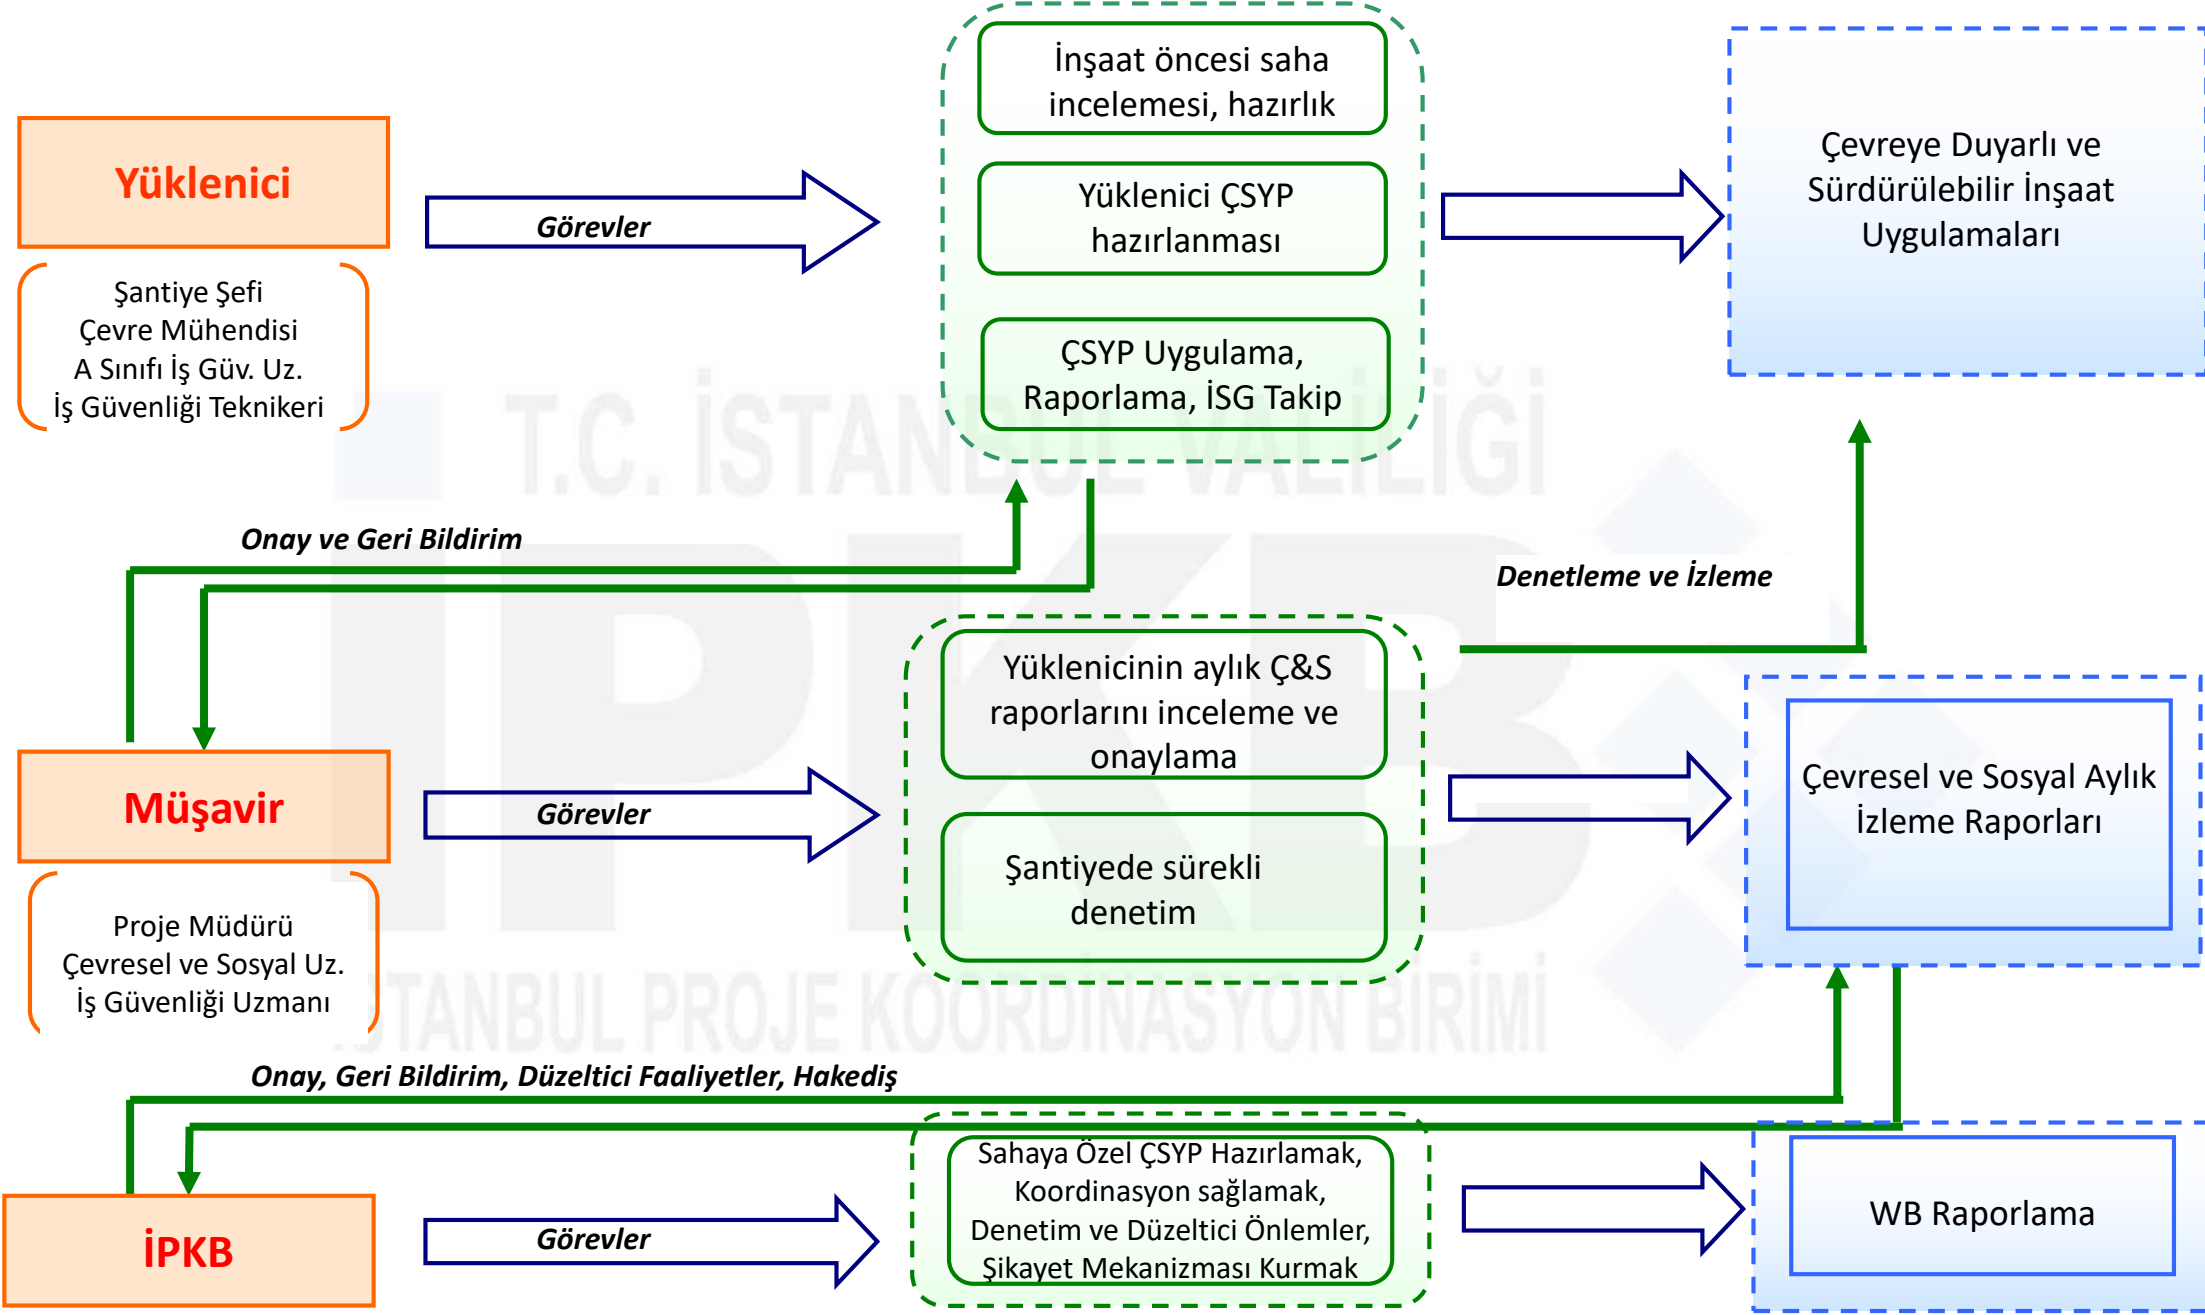 Yüklenici
Şantiye Şefi
Çevre Mühendisi
A Sınıfı İş Güv. Uz.
İş Güvenliği Teknikeri
Görevler
İnşaat öncesi saha
incelemesi, hazırlık
Yüklenici ÇSYP
hazırlanması
ÇSYP Uygulama,
Raporlama, İSG Takip
Çevreye Duyarlı ve
Sürdürülebilir İnşaat
Uygulamaları
T.C. İSTANBUL VALİLİĞİ
İPKB
İSTANBUL PROJE KOORDİNASYON BİRİMİ
Onay ve Geri Bildirim
Denetleme ve İzleme
Müşavir
Proje Müdürü
Çevresel ve Sosyal Uz.
İş Güvenliği Uzmanı
Görevler
Yüklenicinin aylık Ç&S
raporlarını inceleme ve
onaylama
Şantiyede sürekli
denetim
Çevresel ve Sosyal Aylık
İzleme Raporları
Onay, Geri Bildirim, Düzeltici Faaliyetler, Hakediş
İPKB
Görevler
Sahaya Özel ÇSYP Hazırlamak,
Koordinasyon sağlamak,
Denetim ve Düzeltici Önlemler,
Şikayet Mekanizması Kurmak
WB Raporlama